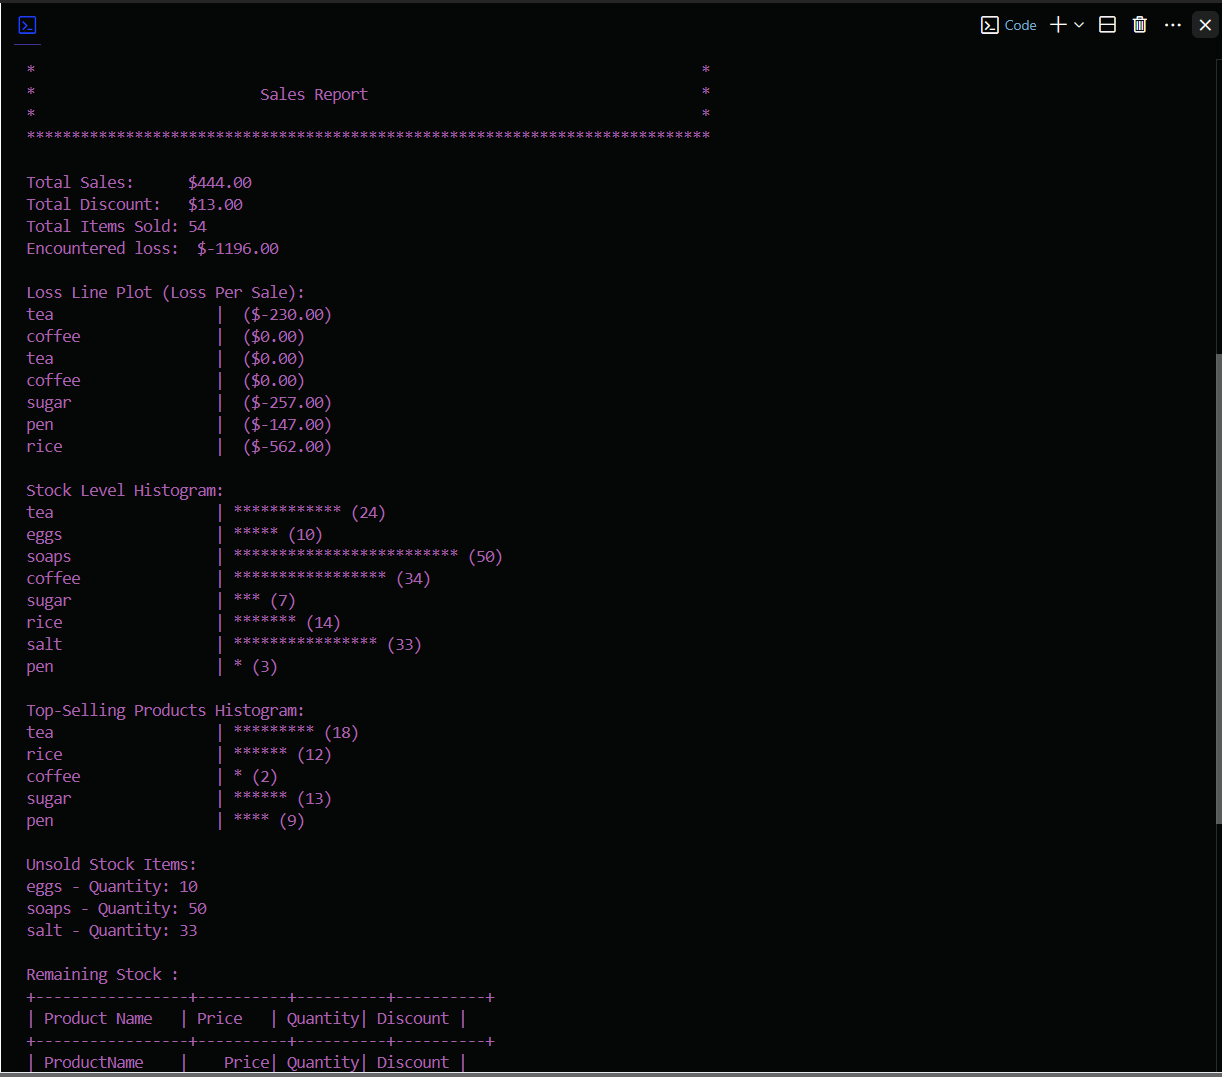 Code
*                                                                          *
*                         Sales Report                                     *
*                                                                          *
****************************************************************************
Total Sales:      $444.00
Total Discount:   $13.00
Total Items Sold: 54
Encountered loss:  $-1196.00
Loss Line Plot (Loss Per Sale):
tea                  |  ($-230.00)
coffee               |  ($0.00)
tea                  |  ($0.00)
coffee               |  ($0.00)
sugar                |  ($-257.00)
pen                  |  ($-147.00)
rice                 |  ($-562.00)
Stock Level Histogram:
tea                  | ************ (24)
eggs                 | ***** (10)
soaps                | ************************* (50)
coffee               | ***************** (34)
sugar                | *** (7)
rice                 | ******* (14)
salt                 | **************** (33)
pen                  | * (3)
Top-Selling Products Histogram:
tea                  | ********* (18)
rice                 | ****** (12)
coffee               | * (2)
sugar                | ****** (13)
pen                  | **** (9)
Unsold Stock Items:
eggs - Quantity: 10
soaps - Quantity: 50
salt - Quantity: 33
Remaining Stock :
+-----------------+----------+----------+----------+
| Product Name   | Price   | Quantity| Discount |
+-----------------+----------+----------+----------+
| ProductName    |    Price| Quantity| Discount |